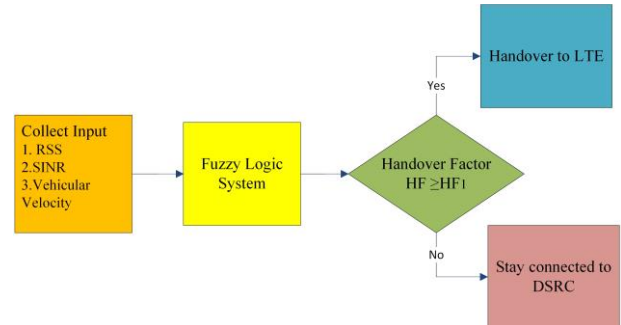 Collect Input
1. RSS
2.SINR
3.Vehicular
Velocity
Fuzzy Logic
System
Handover Factor
HF ≥HF1
Yes
Handover to LTE
No
Stay connected to
DSRC